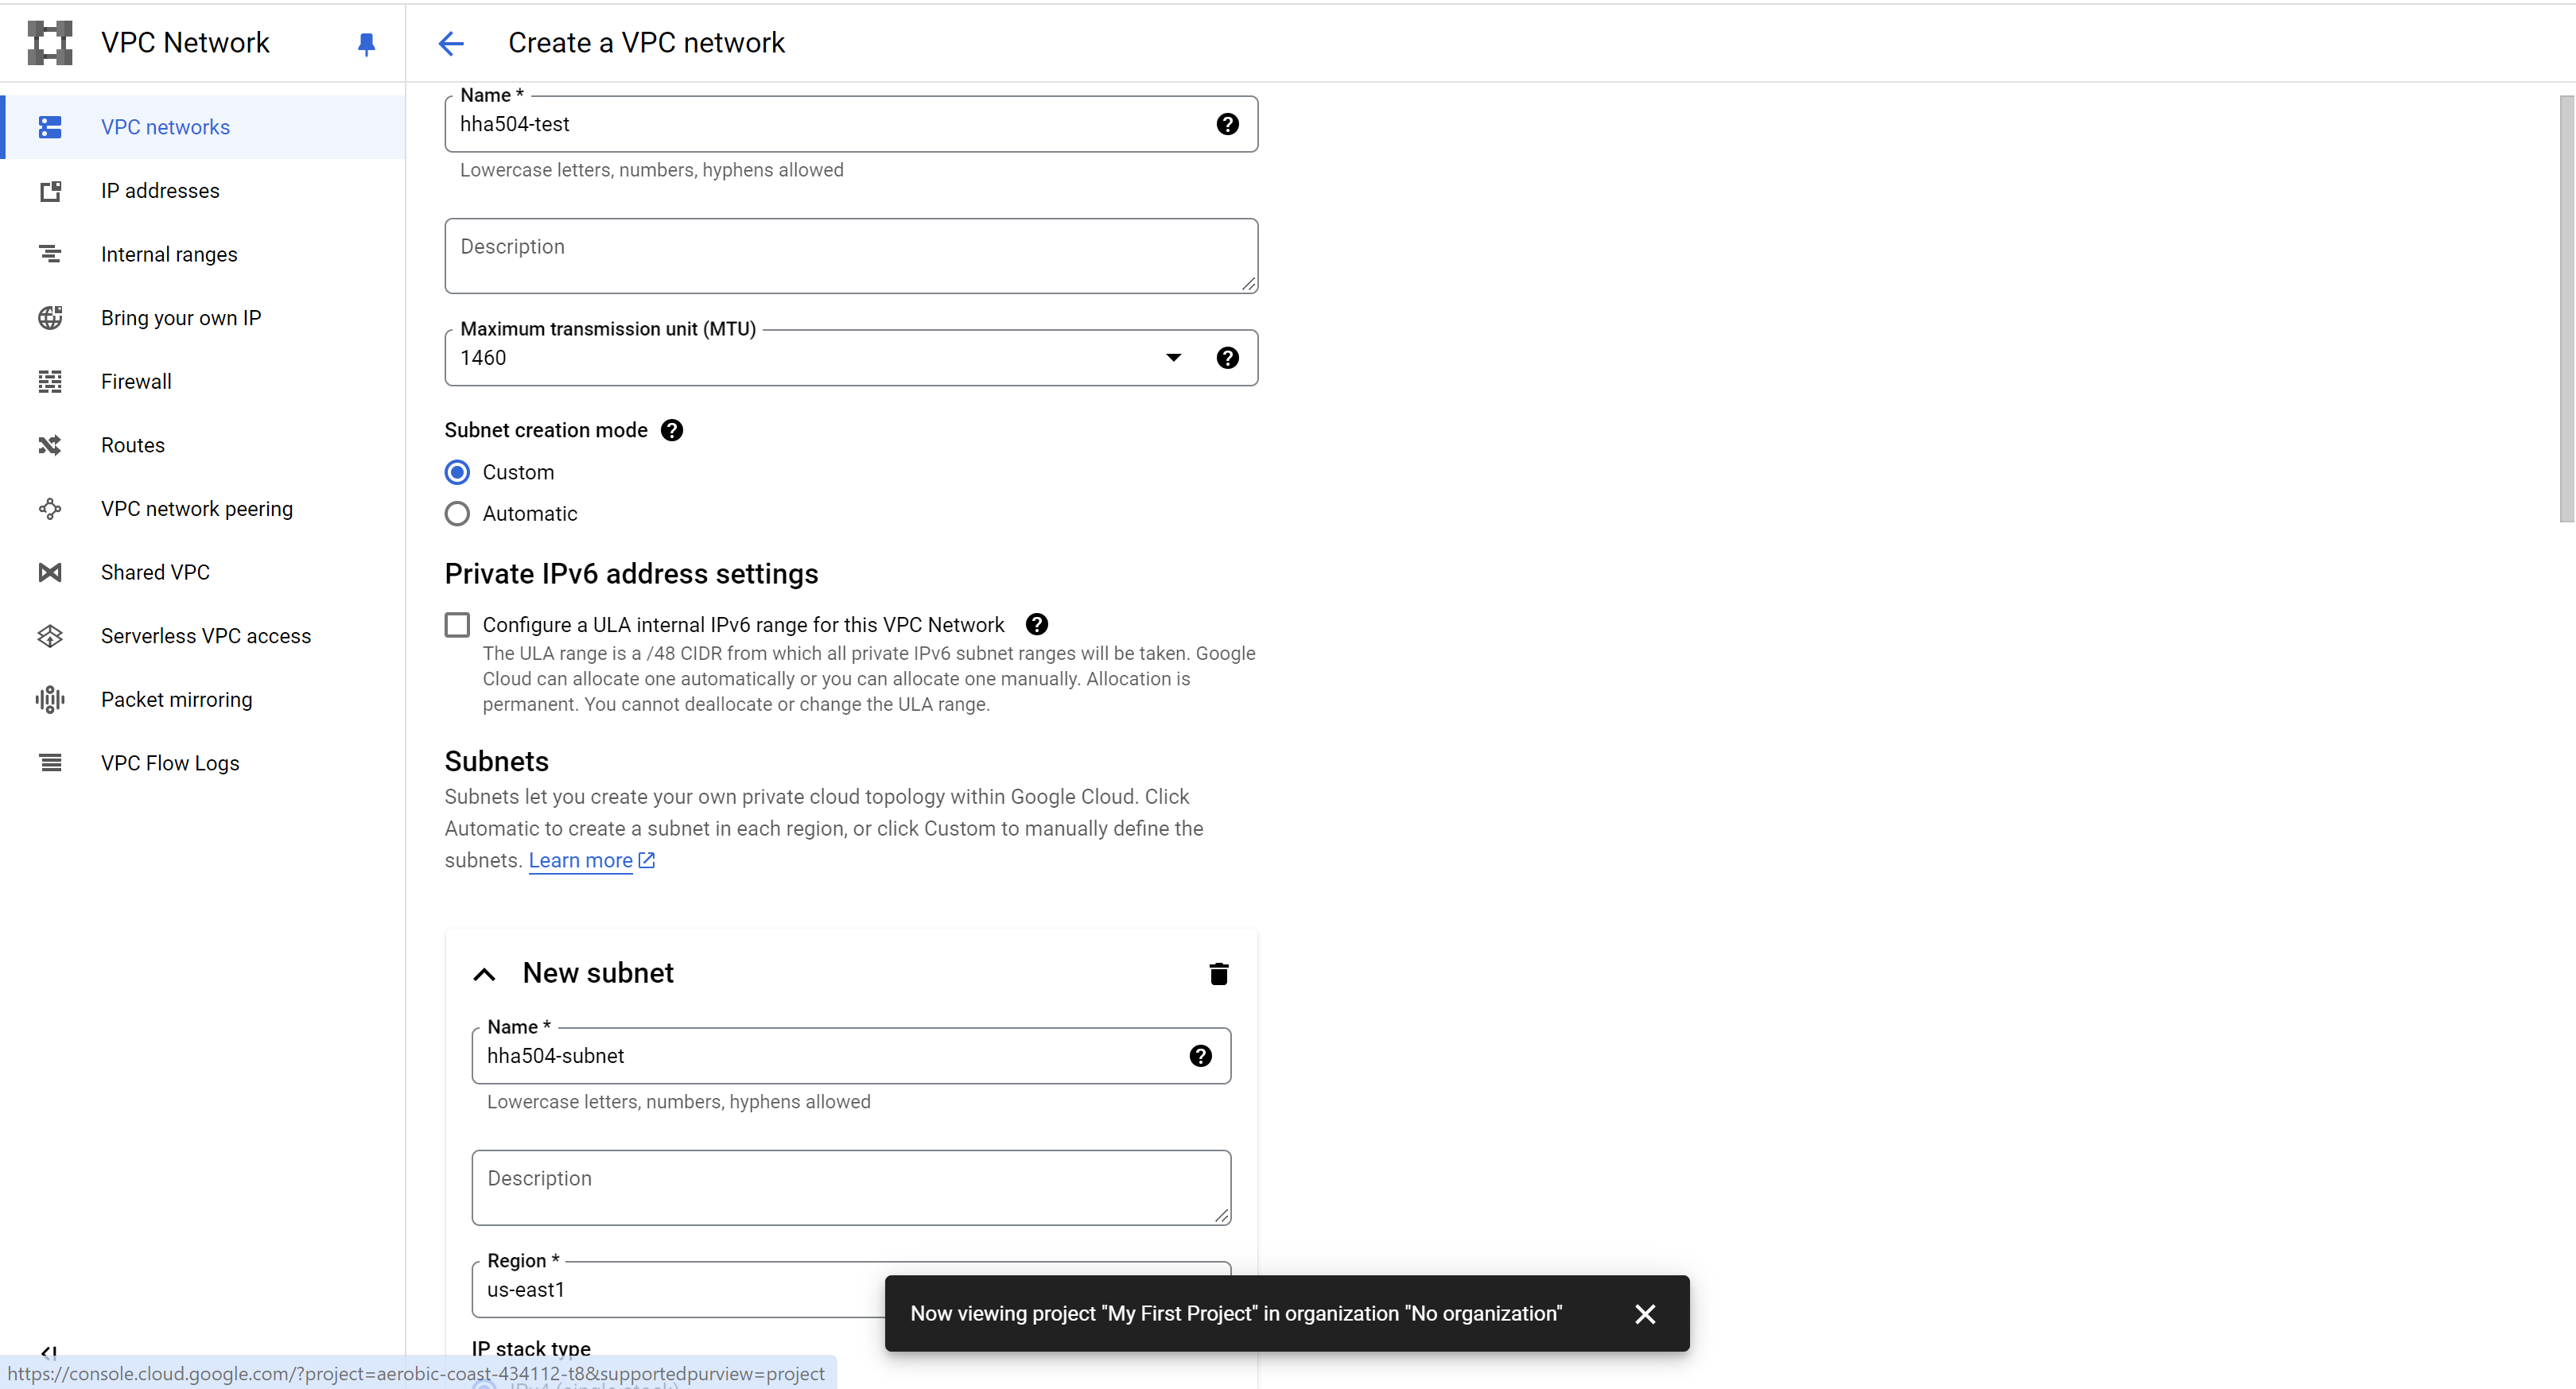 VPC Network
VPC networks
IP addresses
Internal ranges
Bring your own IP
Firewall
Routes
VPC network peering
Shared VPC
Serverless VPC access
Packet mirroring
VPC Flow Logs
Create a VPC network
Name *
hha504-test
Lowercase letters, numbers, hyphens allowed
Description
Maximum transmission unit (MTU)
1460
Subnet creation mode
Custom
Automatic
Private IPv6 address settings
Configure a ULA internal IPv6 range for this VPC Network
The ULA range is a /48 CIDR from which all private IPv6 subnet ranges will be taken. Google
Cloud can allocate one automatically or you can allocate one manually. Allocation is
permanent. You cannot deallocate or change the ULA range.
Subnets
Subnets let you create your own private cloud topology within Google Cloud. Click
Automatic to create a subnet in each region, or click Custom to manually define the
subnets. Learn more
New subnet
Name *
hha504-subnet
Lowercase letters, numbers, hyphens allowed
Description
Region *
us-east1
Now viewing project "My First Project" in organization "No organization"
IP stack type
IPv4 (single-stack)
https://console.cloud.google.com/?project=aerobic-coast-434112-t8&supportedpurview=project